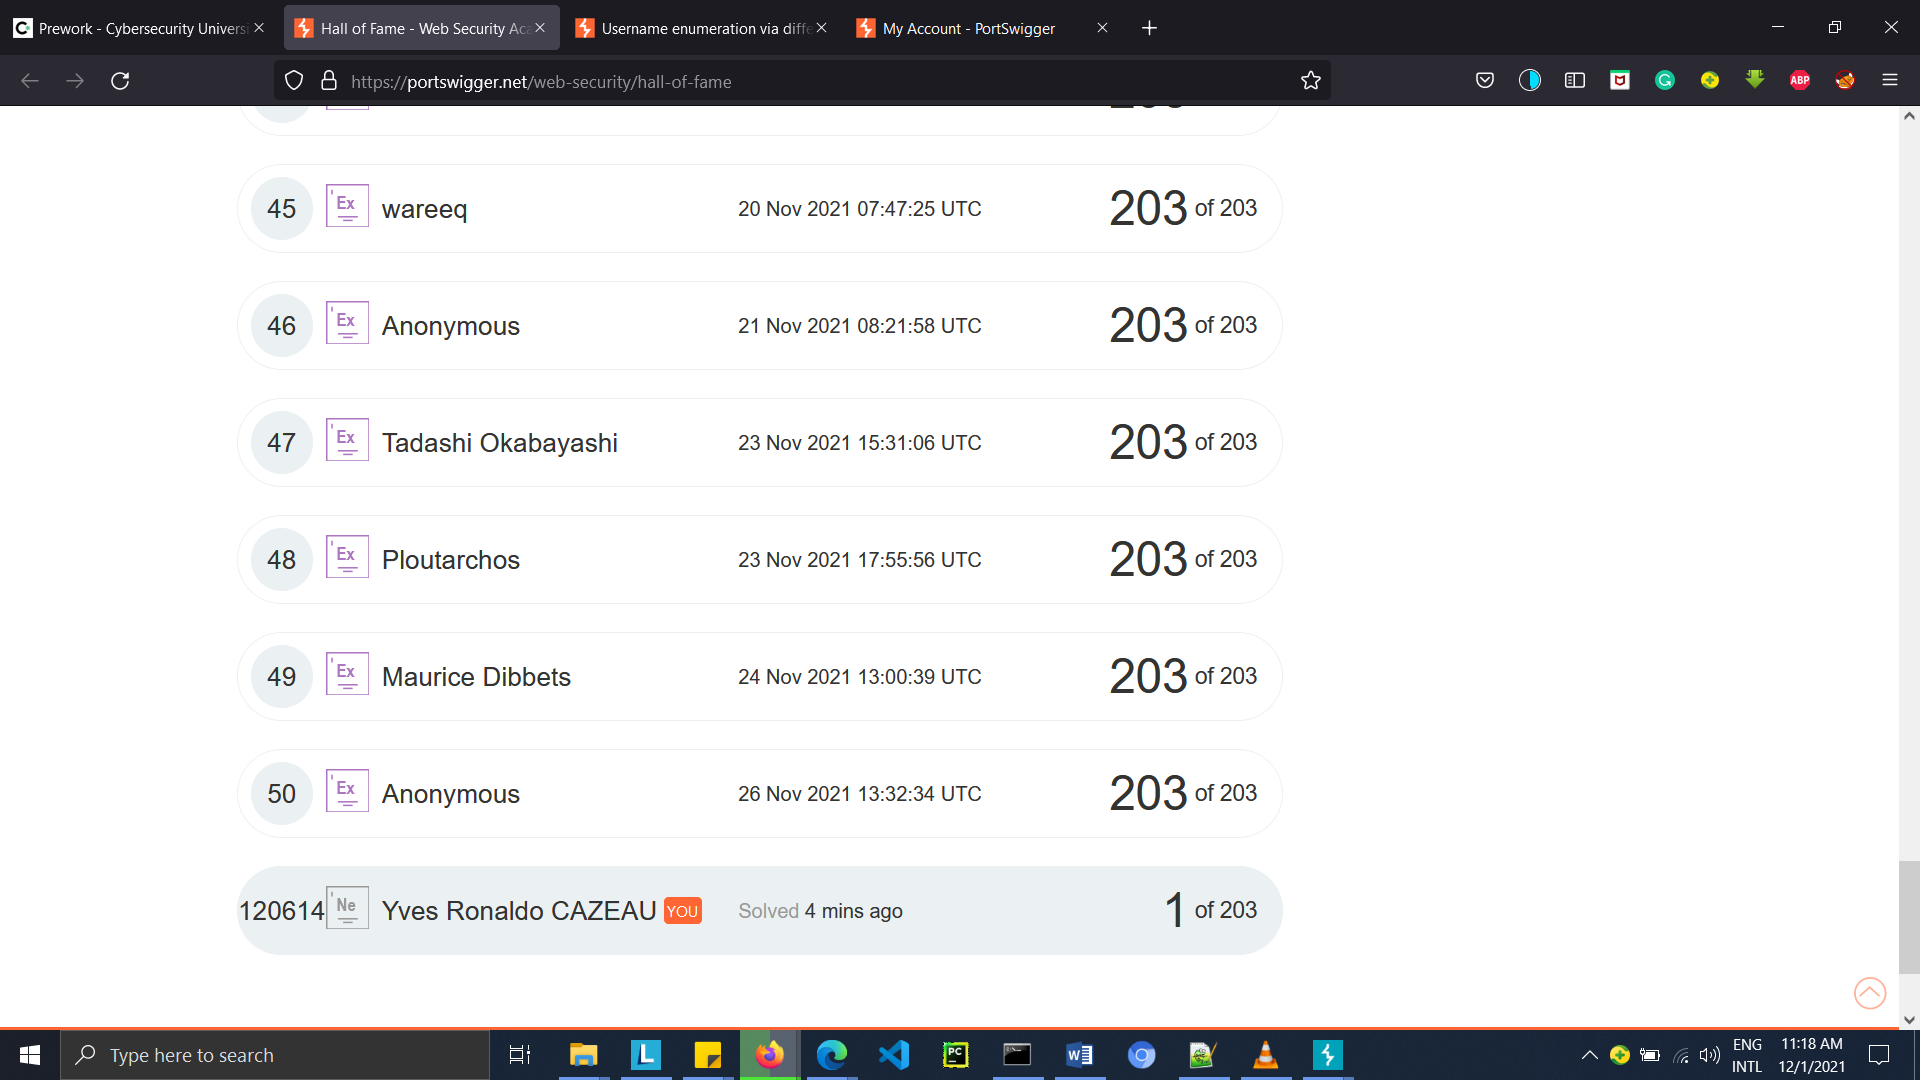 Prework - Cybersecurity Universi
Hall of Fame - Web Security Aca
Username enumeration via diffe
My Account - PortSwigger
https://portswigger.net/web-security/hall-of-fame
ABP
45 Ex wareeq 20 Nov 2021 07:47:25 UTC 203 of 203
46 Ex Anonymous 21 Nov 2021 08:21:58 UTC 203 of 203
47 Ex Tadashi Okabayashi 23 Nov 2021 15:31:06 UTC 203 of 203
48 Ex Ploutarchos 23 Nov 2021 17:55:56 UTC 203 of 203
49 Ex Maurice Dibbets 24 Nov 2021 13:00:39 UTC 203 of 203
50 Ex Anonymous 26 Nov 2021 13:32:34 UTC 203 of 203
120614 Ne Yves Ronaldo CAZEAU YOU Solved 4 mins ago 1 of 203
Type here to search
L
PC
W
ENG
INTL
11:18 AM
12/1/2021